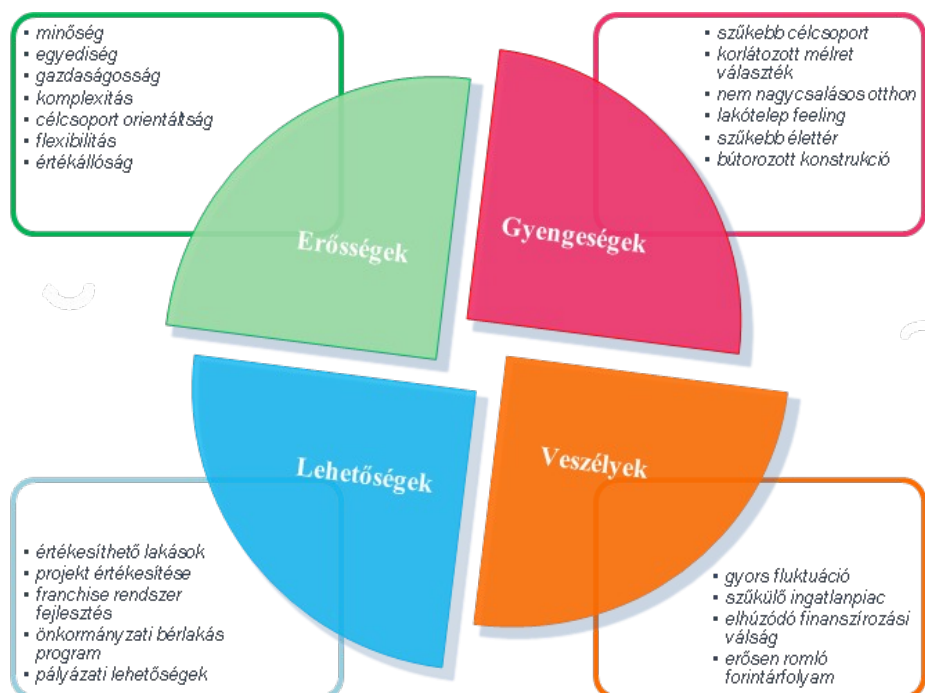 ▪ minőség
▪ egyediség
▪ gazdaságosság
▪ komplexitás
▪ célcsoport orientáltság
▪ flexibilitás
▪ értékállóság
▪ szűkebb célcsoport
▪ korlátozott mélret
választék
▪ nem nagycsalásos otthon
▪ lakótelep feeling
▪ szűkebb élettér
▪ bútorozott konstrukció
Erősségek
Gyengeségek
Lehetőségek
Veszélyek
▪ értékesíthető lakások
▪ projekt értékesítése
▪ franchise rendszer
fejlesztés
▪ önkormányzati bérlakás
program
▪ pályázati lehetőségek
▪ gyors fluktuáció
▪ szűkülő ingatlanpiac
▪ elhúzódó finanszírozási
válság
▪ erősen romló
forintárfolyam